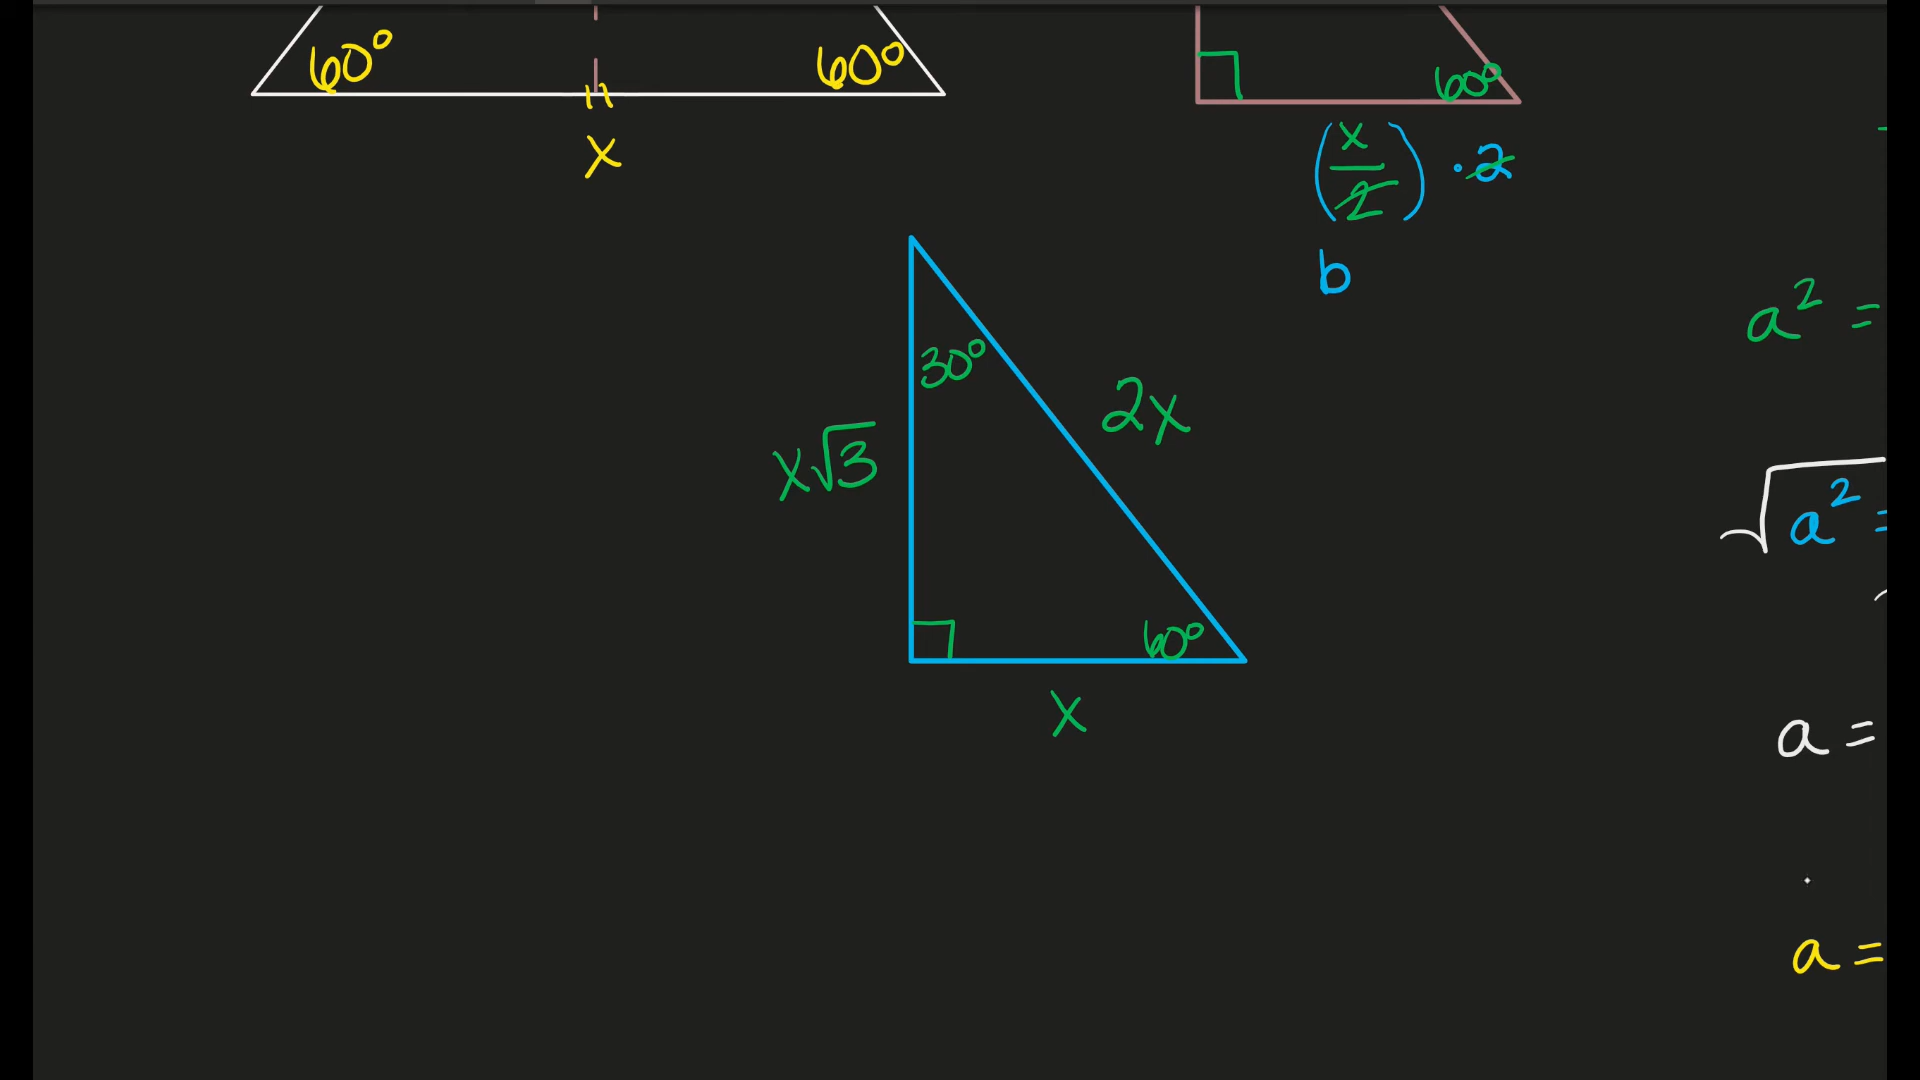 60° 60°
x
60°
(x/2) · 2
b
30°
2x
x√3
60°
x
a² =
√a² =
a =
a =